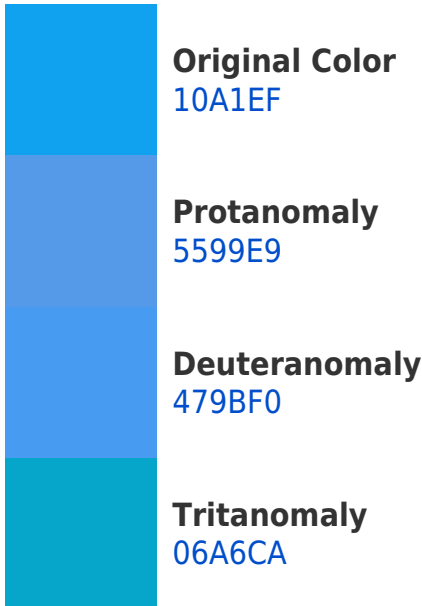 Original Color
10A1EF
Protanomaly
5599E9
Deuteranomaly
479BF0
Tritanomaly
06A6CA